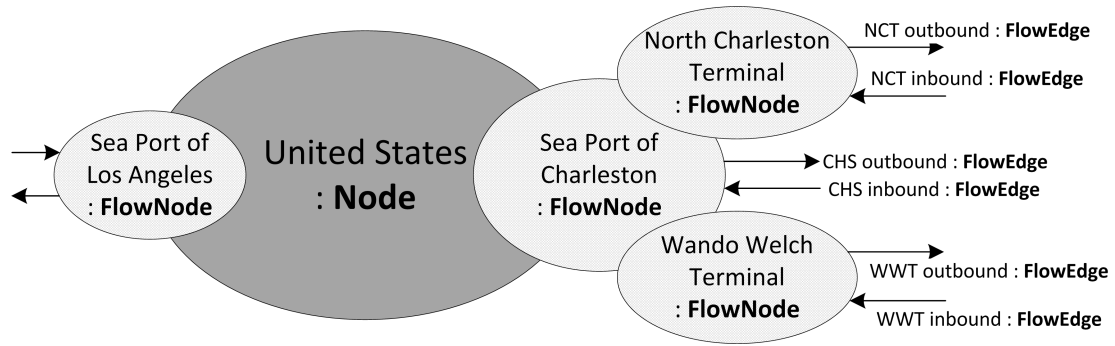 Sea Port of
Los Angeles
: FlowNode
United States
: Node
Sea Port of
Charleston
: FlowNode
North Charleston
Terminal
: FlowNode
Wando Welch
Terminal
: FlowNode
NCT outbound : FlowEdge
NCT inbound : FlowEdge
CHS outbound : FlowEdge
CHS inbound : FlowEdge
WWT outbound : FlowEdge
WWT inbound : FlowEdge